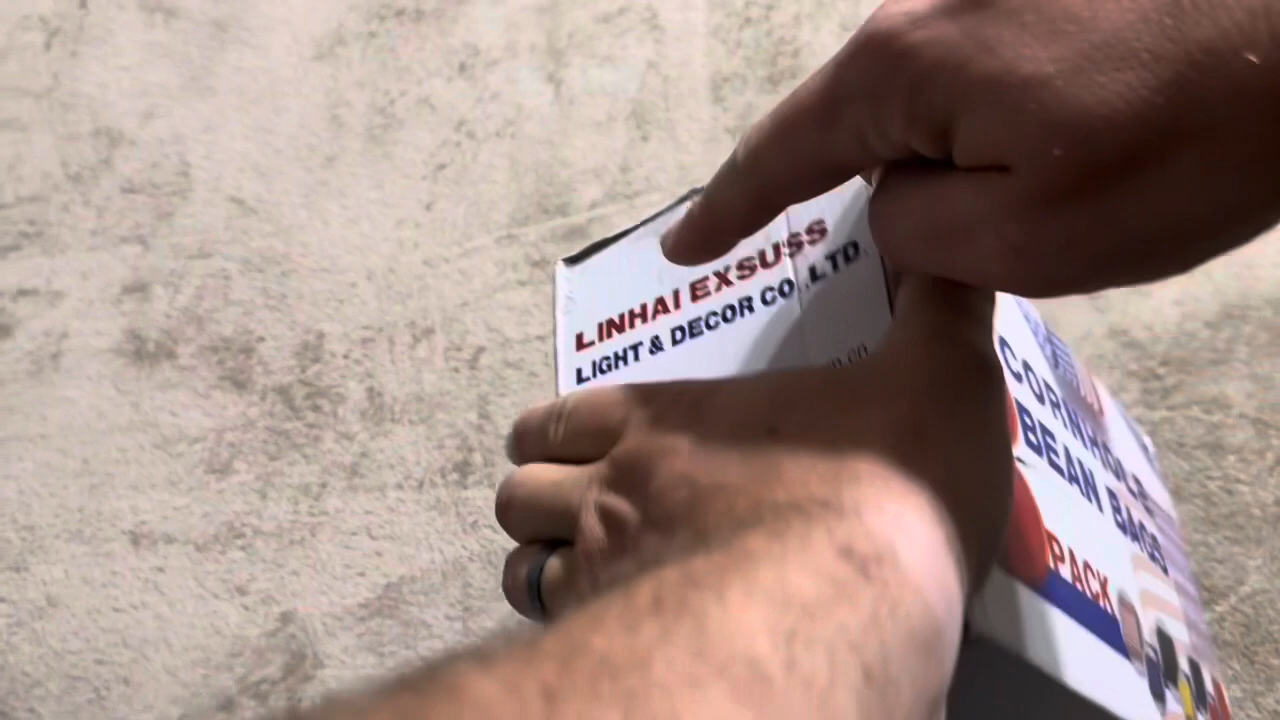 LINHAI EXSUSS
LIGHT & DECOR CO.,LTD.
CORNHOLE
BEAN BAGS
PACK